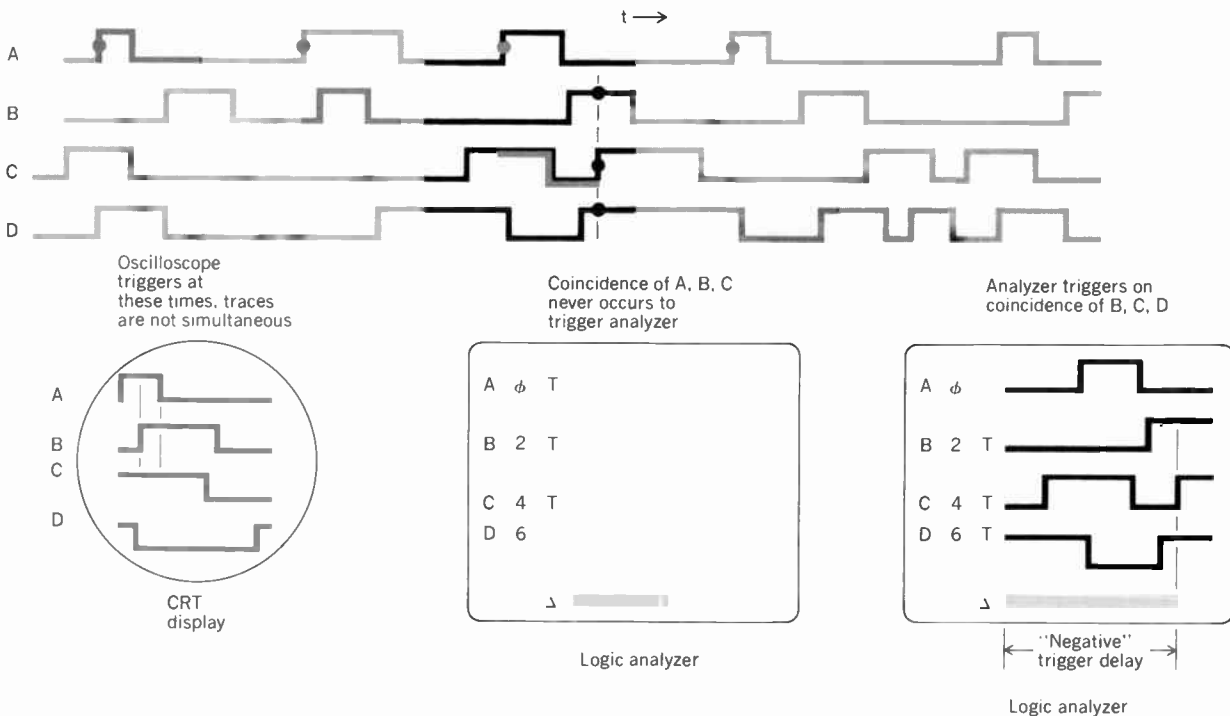 t
A
B
C
D
Oscilloscope
triggers at
these times, traces
are not simultaneous
Coincidence of A, B, C
never occurs to
trigger analyzer
Analyzer triggers on
coincidence of B, C, D
A
B
C
D
CRT
display
A ϕ T
B 2 T
C 4 T
D 6
Logic analyzer
A ϕ
B 2 T
C 4 T
D 6 T
"Negative"
trigger delay
Logic analyzer